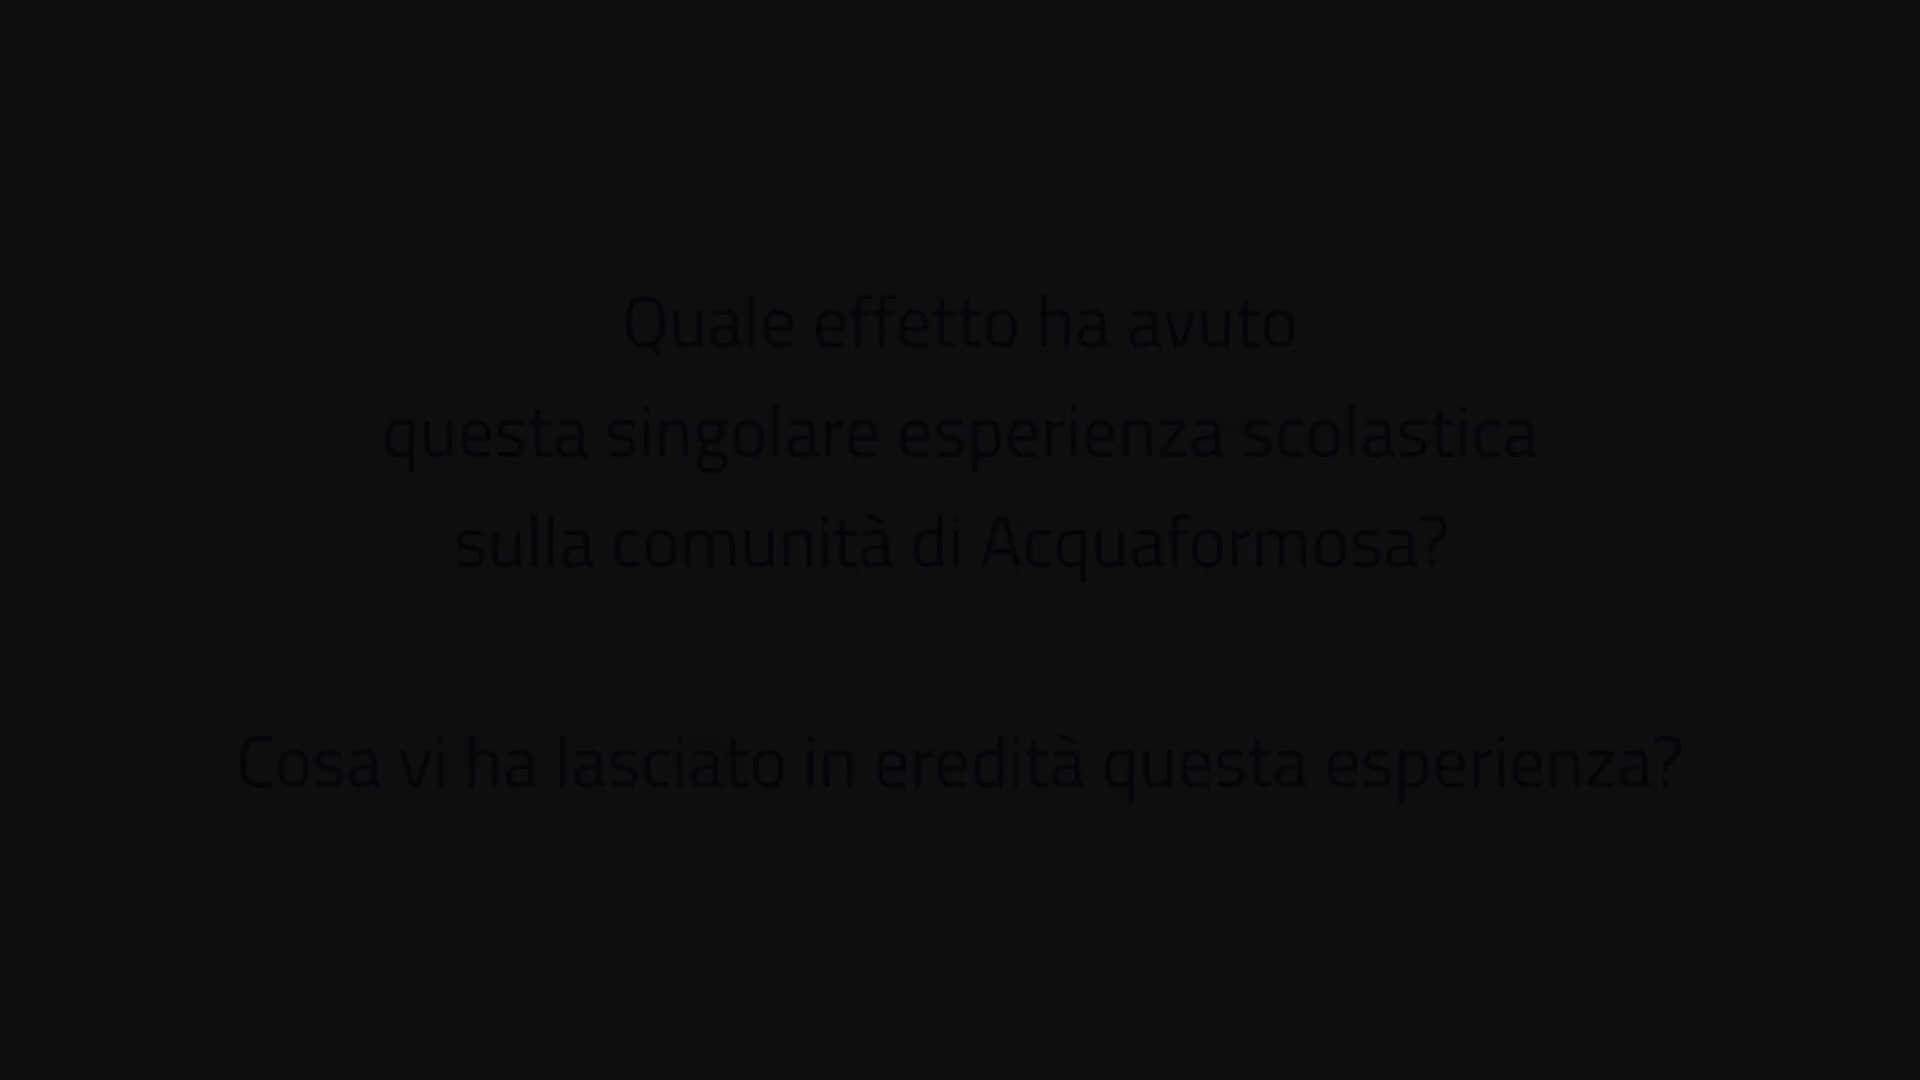 Quale effetto ha avuto
questa singolare esperienza scolastica
sulla comunità di Acquaformosa?
Cosa vi ha lasciato in eredità questa esperienza?